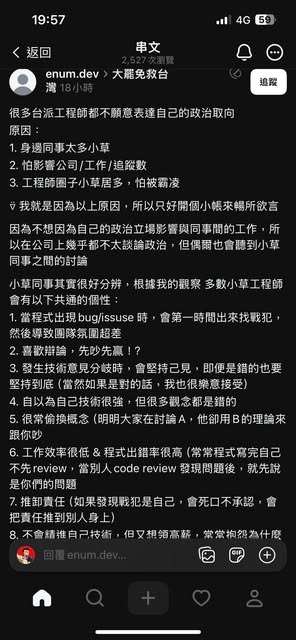 19:57
4G 59
返回
串文
2,527次瀏覽
enum.dev > 大罷免救台灣 18小時
追蹤
很多台派工程師都不願意表達自己的政治取向
原因：
1. 身邊同事太多小草
2. 怕影響公司/工作/追蹤數
3. 工程師圈子小草居多，怕被霸凌
我就是因為以上原因，所以只好開個小帳來暢所欲言
因為不想因為自己的政治立場影響與同事間的工作，所
以在公司上幾乎都不太談論政治，但偶爾也會聽到小草
同事之間的討論
小草同事其實很好分辨，根據我的觀察 多數小草工程師
會有以下共通的個性：
1. 當程式出現bug/issuse 時，會第一時間出來找戰犯，
然後導致團隊氛圍超差
2. 喜歡辯論，先吵先贏！?
3. 發生技術意見分岐時，會堅持己見，即便是錯的也要
堅持到底 (當然如果是對的話，我也很樂意接受)
4. 自以為自己技術很強，但很多觀念都是錯的
5. 很常偷換概念 (明明大家在討論A，他卻用B的理論來
跟你吵
6. 工作效率很低 & 程式出錯率很高 (常常程式寫完自己
不先review，當別人code review 發現問題後，就先說
是你們的問題
7. 推卸責任 (如果發現戰犯是自己，會死口不承認，會
把責任推到別人身上)
8. 不會精進自己技術，但又想領高薪，常常抱怨為什麼
回覆enum.dev...
GIF